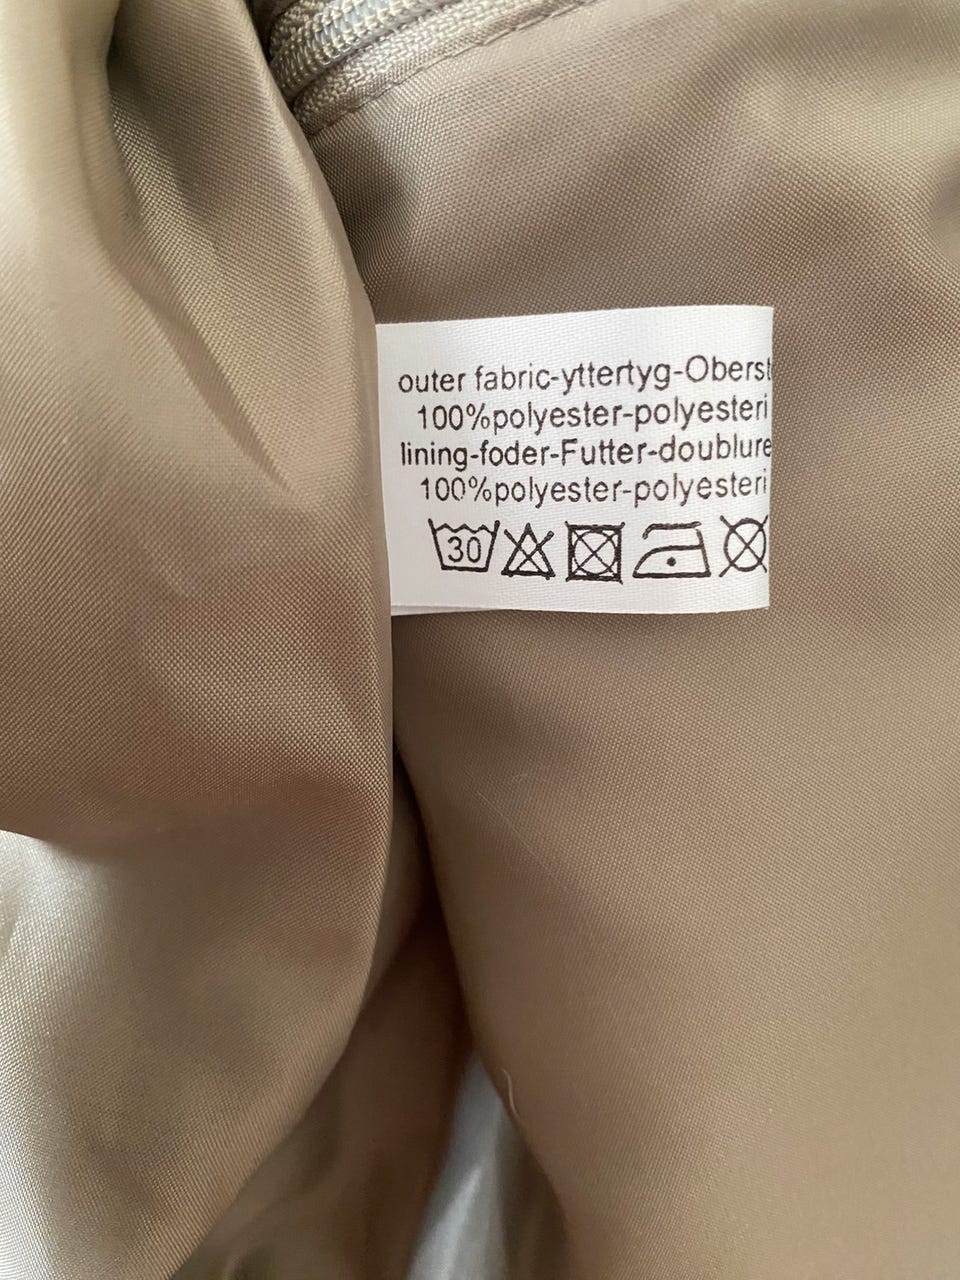 outer fabric-yttertyg-Oberst
100%polyester-polyesteri
lining-foder-Futter-doublure
100%polyester-polyesteri
30